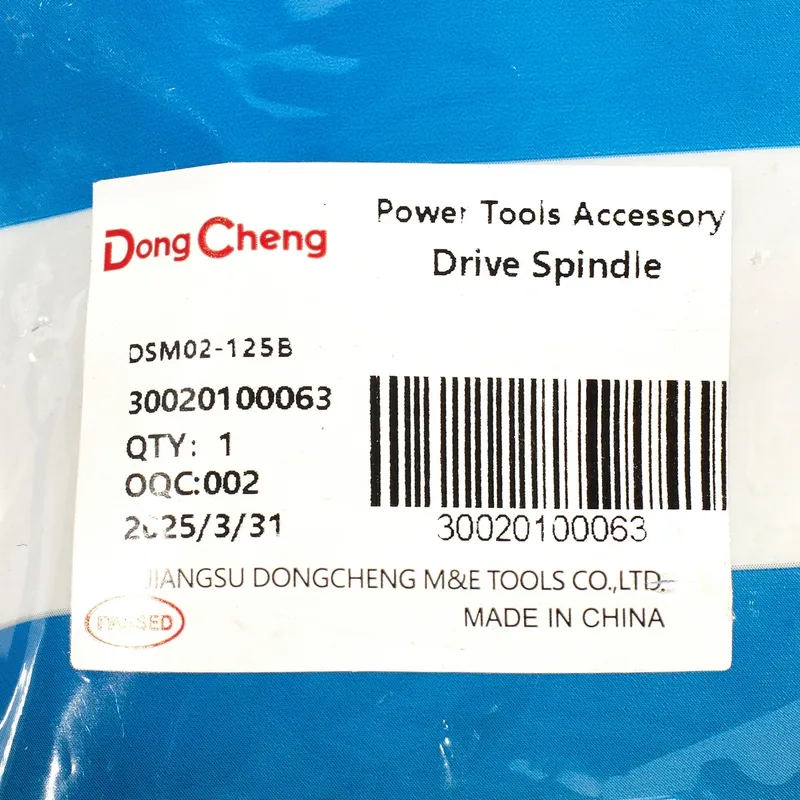 Dong Cheng
Power Tools Accessory
Drive Spindle
DSM02-125B
30020100063
QTY: 1
OQC:002
2025/3/31
30020100063
JIANGSU DONGCHENG M&E TOOLS CO.,LTD.
PASSED
MADE IN CHINA